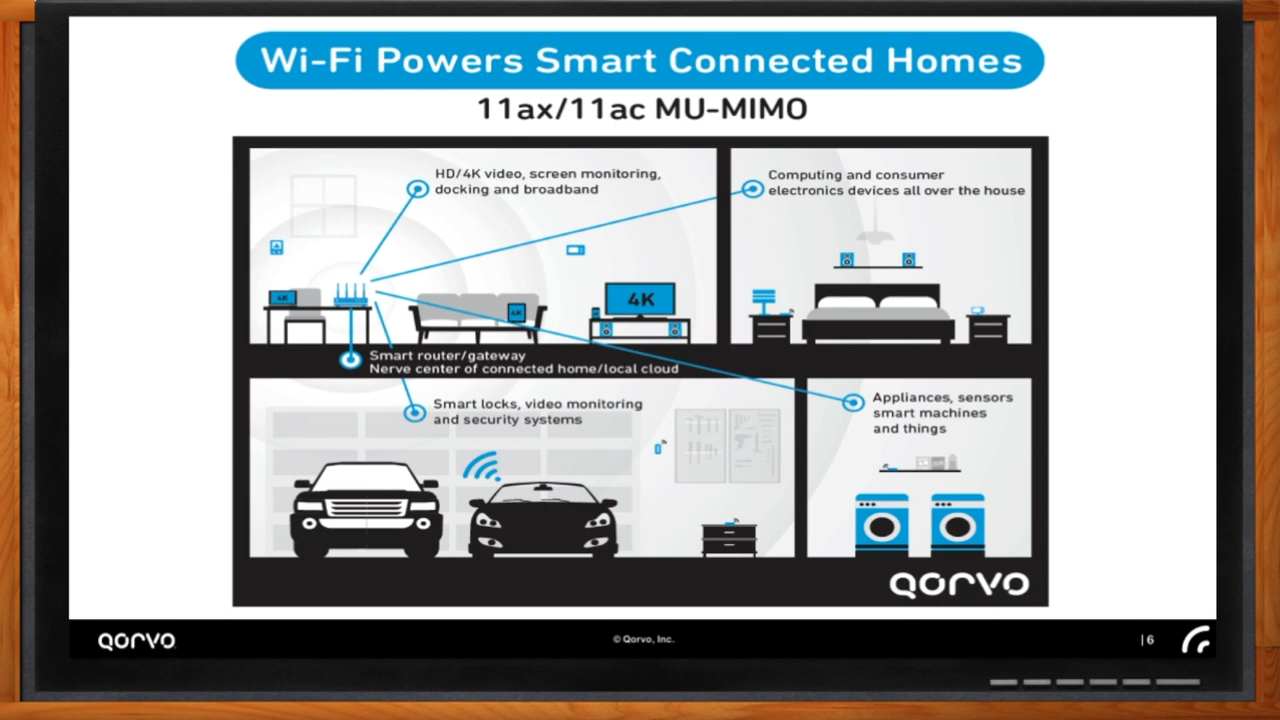 Wi-Fi Powers Smart Connected Homes
11ax/11ac MU-MIMO
HD/4K video, screen monitoring,
docking and broadband
Computing and consumer
electronics devices all over the house
4K
4K
4K
Smart router/gateway
Nerve center of connected home/local cloud
Smart locks, video monitoring
and security systems
Appliances, sensors
smart machines
and things
QORVO
QORVO
© Qorvo, Inc.
| 6